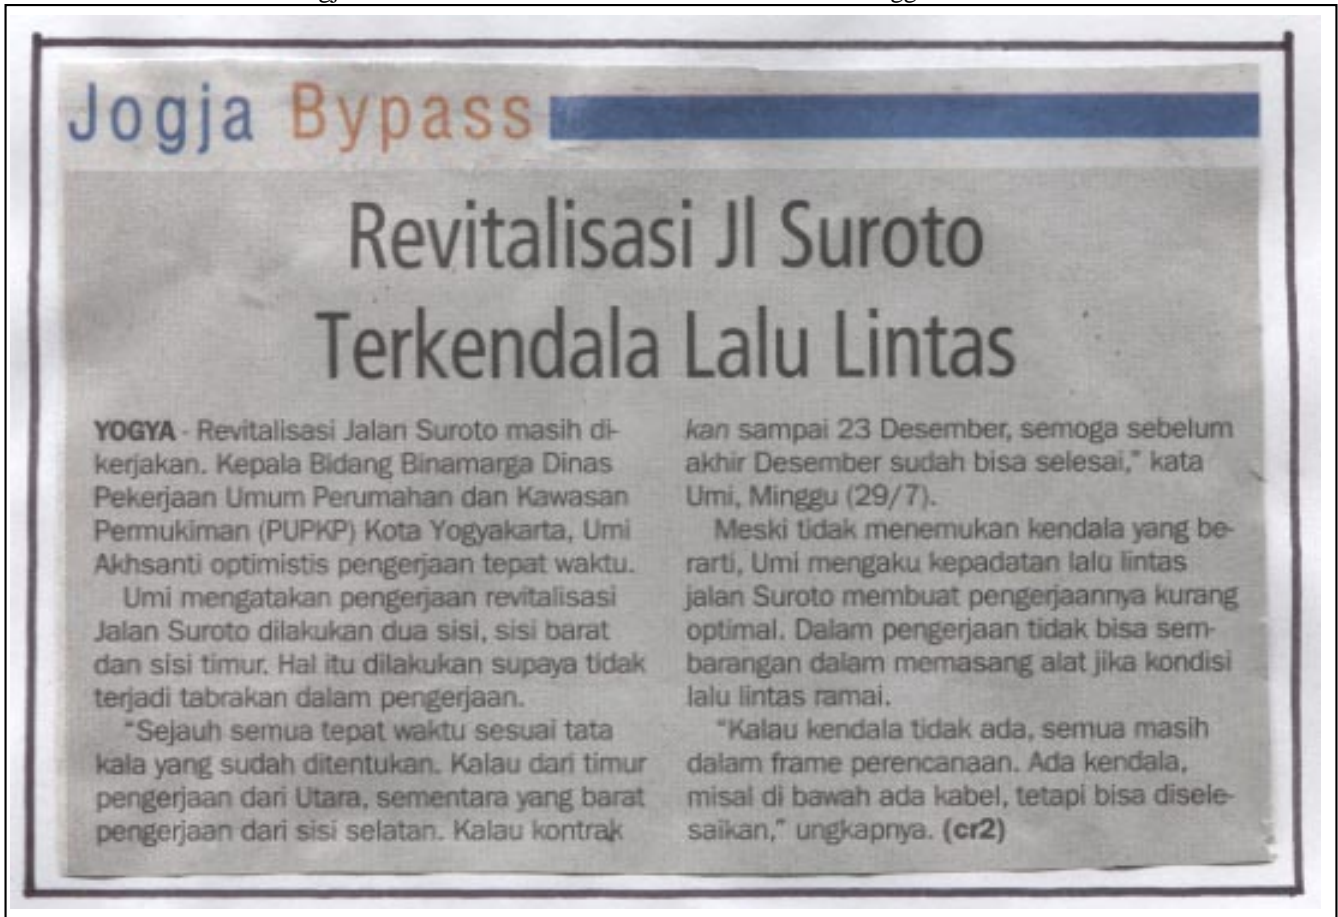 Jogja Bypass
Revitalisasi Jl Suroto
Terkendala Lalu Lintas
YOGYA - Revitalisasi Jalan Suroto masih di-
kerjakan. Kepala Bidang Binamarga Dinas
Pekerjaan Umum Perumahan dan Kawasan
Permukiman (PUPKP) Kota Yogyakarta, Umi
Akhsanti optimistis pengerjaan tepat waktu.
Umi mengatakan pengerjaan revitalisasi
Jalan Suroto dilakukan dua sisi, sisi barat
dan sisi timur. Hal itu dilakukan supaya tidak
terjadi tabrakan dalam pengerjaan.
"Sejauh semua tepat waktu sesuai tata
kala yang sudah ditentukan. Kalau dari timur
pengerjaan dari Utara, sementara yang barat
pengerjaan dari sisi selatan. Kalau kontrak
kan sampai 23 Desember, semoga sebelum
akhir Desember sudah bisa selesai," kata
Umi, Minggu (29/7).
Meski tidak menemukan kendala yang be-
rarti, Umi mengaku kepadatan lalu lintas
jalan Suroto membuat pengerjaannya kurang
optimal. Dalam pengerjaan tidak bisa sem-
barangan dalam memasang alat jika kondisi
lalu lintas ramai.
"Kalau kendala tidak ada, semua masih
dalam frame perencanaan. Ada kendala,
misal di bawah ada kabel, tetapi bisa disele-
saikan," ungkapnya. (cr2)